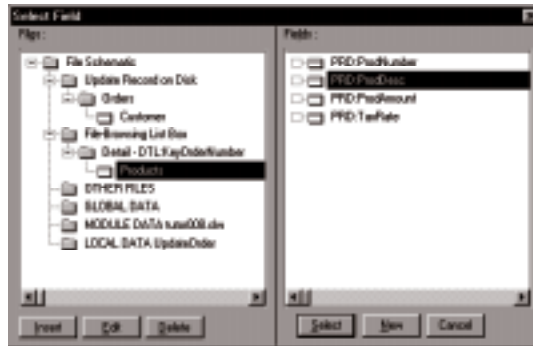 Select Field
Files:
File Schematic
Update Record on Disk
Orders
Customer
File-Browsing List Box
Detail - DTL:KeyOrderNumber
Products
OTHER FILES
GLOBAL DATA
MODULE DATA tutor008.clw
LOCAL DATA UpdateOrder
Insert
Edit
Delete
Fields:
PRD:ProdNumber
PRD:ProdDesc
PRD:ProdAmount
PRD:TaxRate
Select
New
Cancel